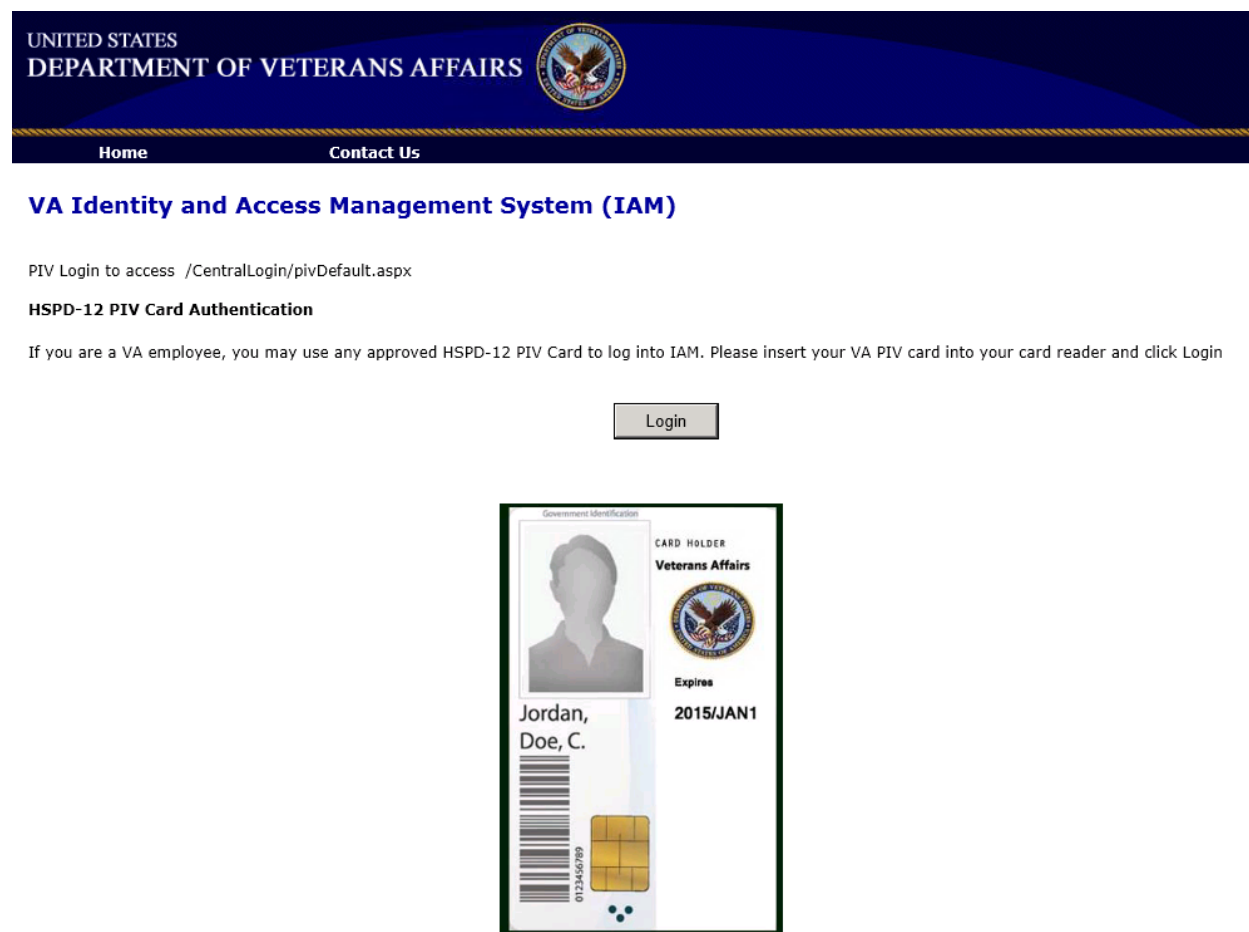 UNITED STATES
DEPARTMENT OF VETERANS AFFAIRS
Home Contact Us
VA Identity and Access Management System (IAM)
PIV Login to access /CentralLogin/pivDefault.aspx
HSPD-12 PIV Card Authentication
If you are a VA employee, you may use any approved HSPD-12 PIV Card to log into IAM. Please insert your VA PIV card into your card reader and click Login
Login
Government Identification
CARD HOLDER
Veterans Affairs
Expires
2015/JAN1
Jordan,
Doe, C.
0123456789